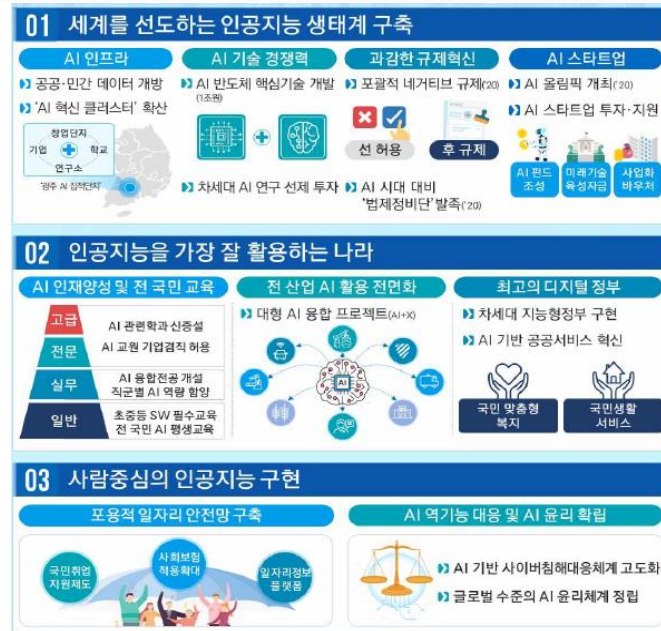 01 세계를 선도하는 인공지능 생태계 구축
AI 인프라
공공·민간 데이터 개방
'AI 혁신 클러스터' 확산
창업단지
기업
학교
연구소
'광주 AI 집적단지'
AI 기술 경쟁력
AI 반도체 핵심기술 개발
(1조원)
차세대 AI 연구 선제 투자
과감한 규제혁신
포괄적 네거티브 규제('20)
선 허용
후 규제
AI 시대 대비
'법제정비단' 발족('20)
AI 스타트업
AI 올림픽 개최('20)
AI 스타트업 투자·지원
AI 펀드
조성
미래기술
육성자금
사업화
바우처
02 인공지능을 가장 잘 활용하는 나라
AI 인재양성 및 전 국민 교육
고급
전문
AI 관련학과 신증설
AI 교원 기업겸직 허용
실무
AI 융합전공 개설
직군별 AI 역량 함양
일반
초중등 SW 필수교육
전 국민 AI 평생교육
전 산업 AI 활용 전면화
대형 AI 융합 프로젝트(AI+X)
AI
최고의 디지털 정부
차세대 지능형정부 구현
AI 기반 공공서비스 혁신
국민 맞춤형
복지
국민생활
서비스
03 사람중심의 인공지능 구현
포용적 일자리 안전망 구축
국민취업
지원제도
사회보험
적용확대
일자리정보
플랫폼
AI 역기능 대응 및 AI 윤리 확립
AI 기반 사이버침해대응체계 고도화
글로벌 수준의 AI 윤리체계 정립